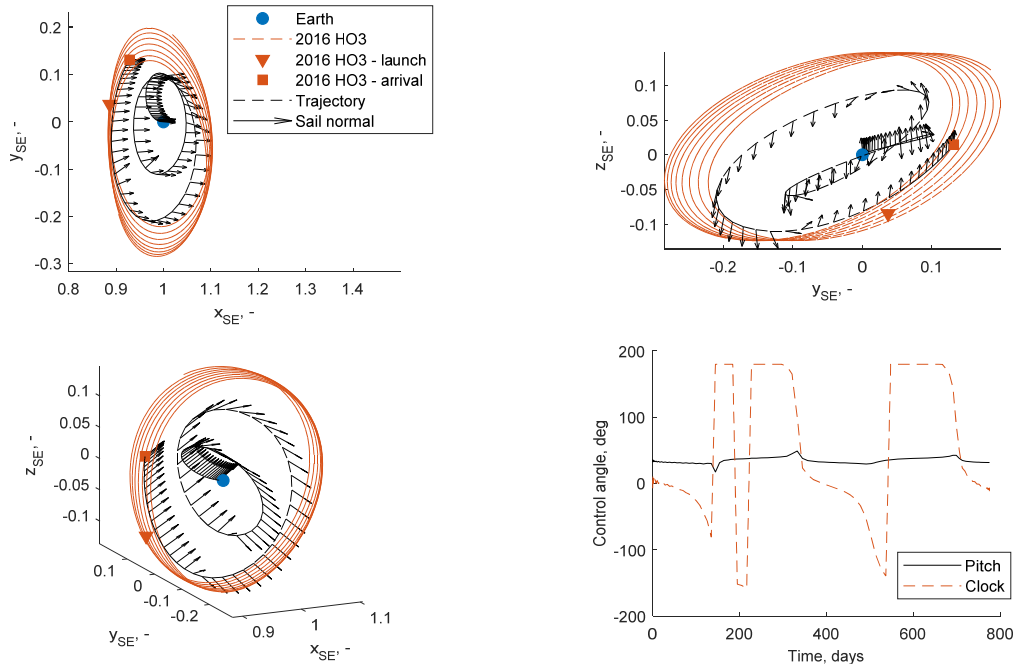 Earth
2016 HO3
2016 HO3 - launch
2016 HO3 - arrival
Trajectory
Sail normal
0.2
0.1
0
-0.1
-0.2
-0.3
y_SE, -
0.8 0.9 1 1.1 1.2 1.3 1.4
x_SE, -
0.1
0.05
0
-0.05
-0.1
z_SE, -
-0.2 -0.1 0 0.1
y_SE, -
0.1
0.05
0
-0.05
-0.1
z_SE, -
0.1
0
-0.1
-0.2
y_SE, -
0.9 1 1.1
x_SE, -
200
100
0
-100
-200
Control angle, deg
Pitch
Clock
0 200 400 600 800
Time, days